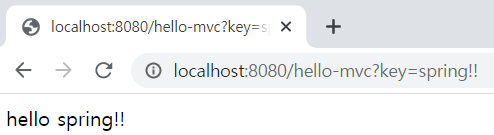 localhost:8080/hello-mvc?key=s
localhost:8080/hello-mvc?key=spring!!
hello spring!!